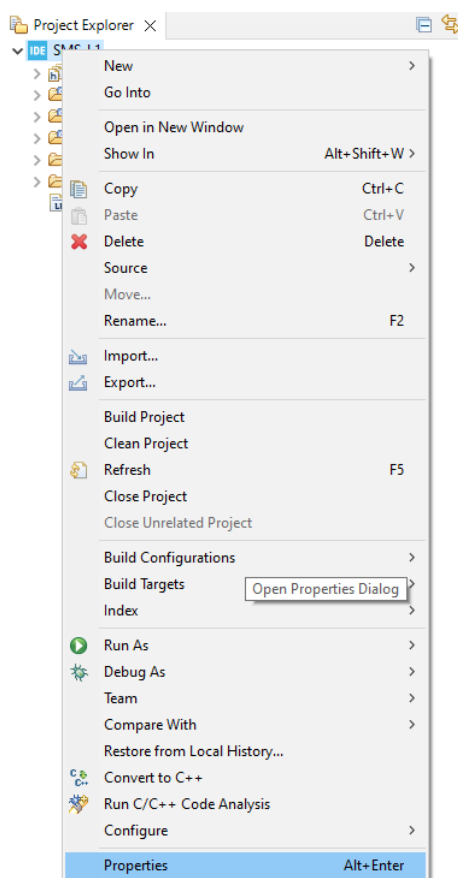 Project Explorer
IDE
New
Go Into
Open in New Window
Show In Alt+Shift+W
Copy Ctrl+C
Paste Ctrl+V
Delete Delete
Source
Move...
Rename... F2
Import...
Export...
Build Project
Clean Project
Refresh F5
Close Project
Close Unrelated Project
Build Configurations
Build Targets
Open Properties Dialog
Index
Run As
Debug As
Team
Compare With
Restore from Local History...
Convert to C++
Run C/C++ Code Analysis
Configure
Properties Alt+Enter